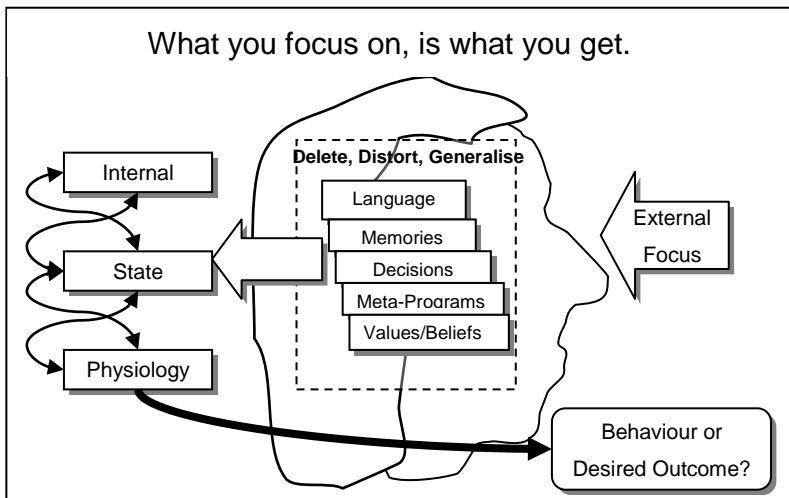 What you focus on, is what you get.
Delete, Distort, Generalise
Internal
Language
External
Focus
Memories
State
Decisions
Meta-Programs
Values/Beliefs
Physiology
Behaviour or
Desired Outcome?